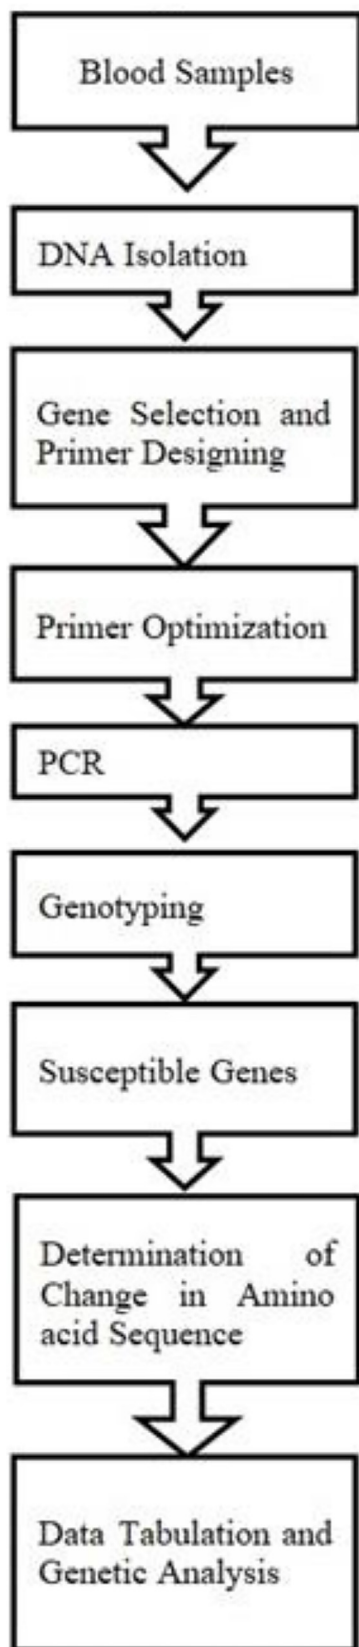 Blood Samples
DNA Isolation
Gene Selection and
Primer Designing
Primer Optimization
PCR
Genotyping
Susceptible Genes
Determination of
Change in Amino
acid Sequence
Data Tabulation and
Genetic Analysis